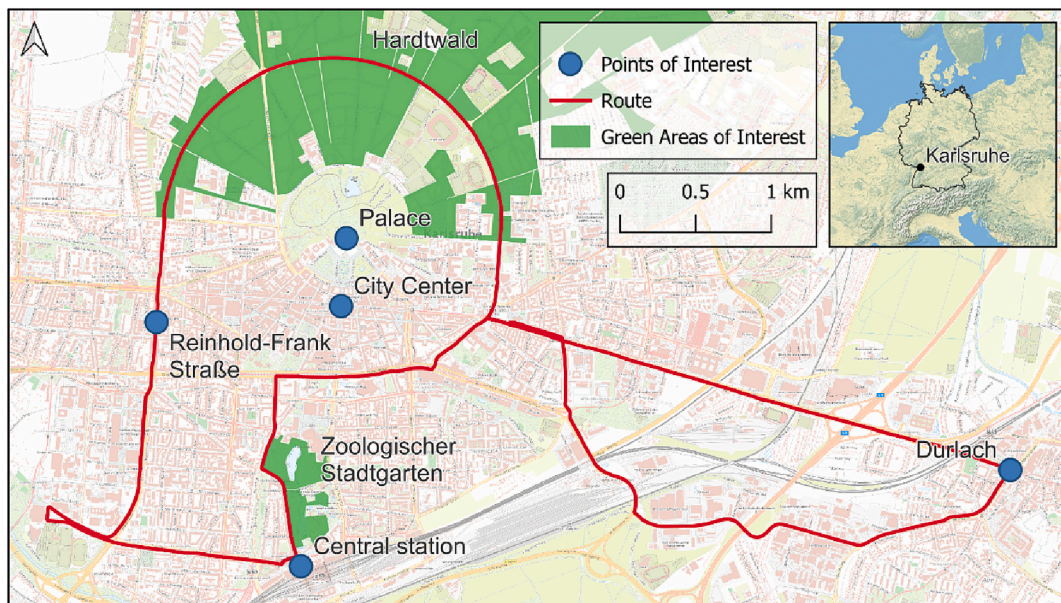 Hardtwald
Points of Interest
Route
Green Areas of Interest
0 0.5 1 km
Karlsruhe
Palace
Karlsruhe
City Center
Reinhold-Frank
Straße
Zoologischer
Stadtgarten
Durlach
Central station